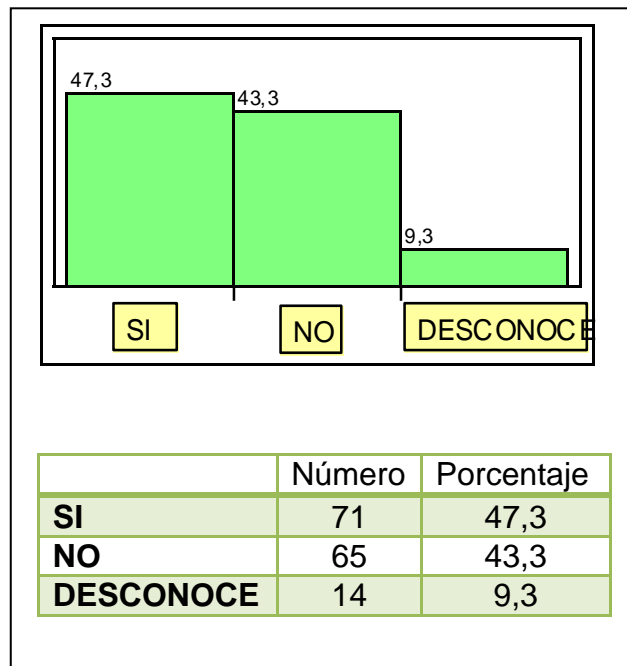 47,3
43,3
9,3
SI NO DESCONOCE
Número Porcentaje
SI 71 47,3
NO 65 43,3
DESCONOCE 14 9,3